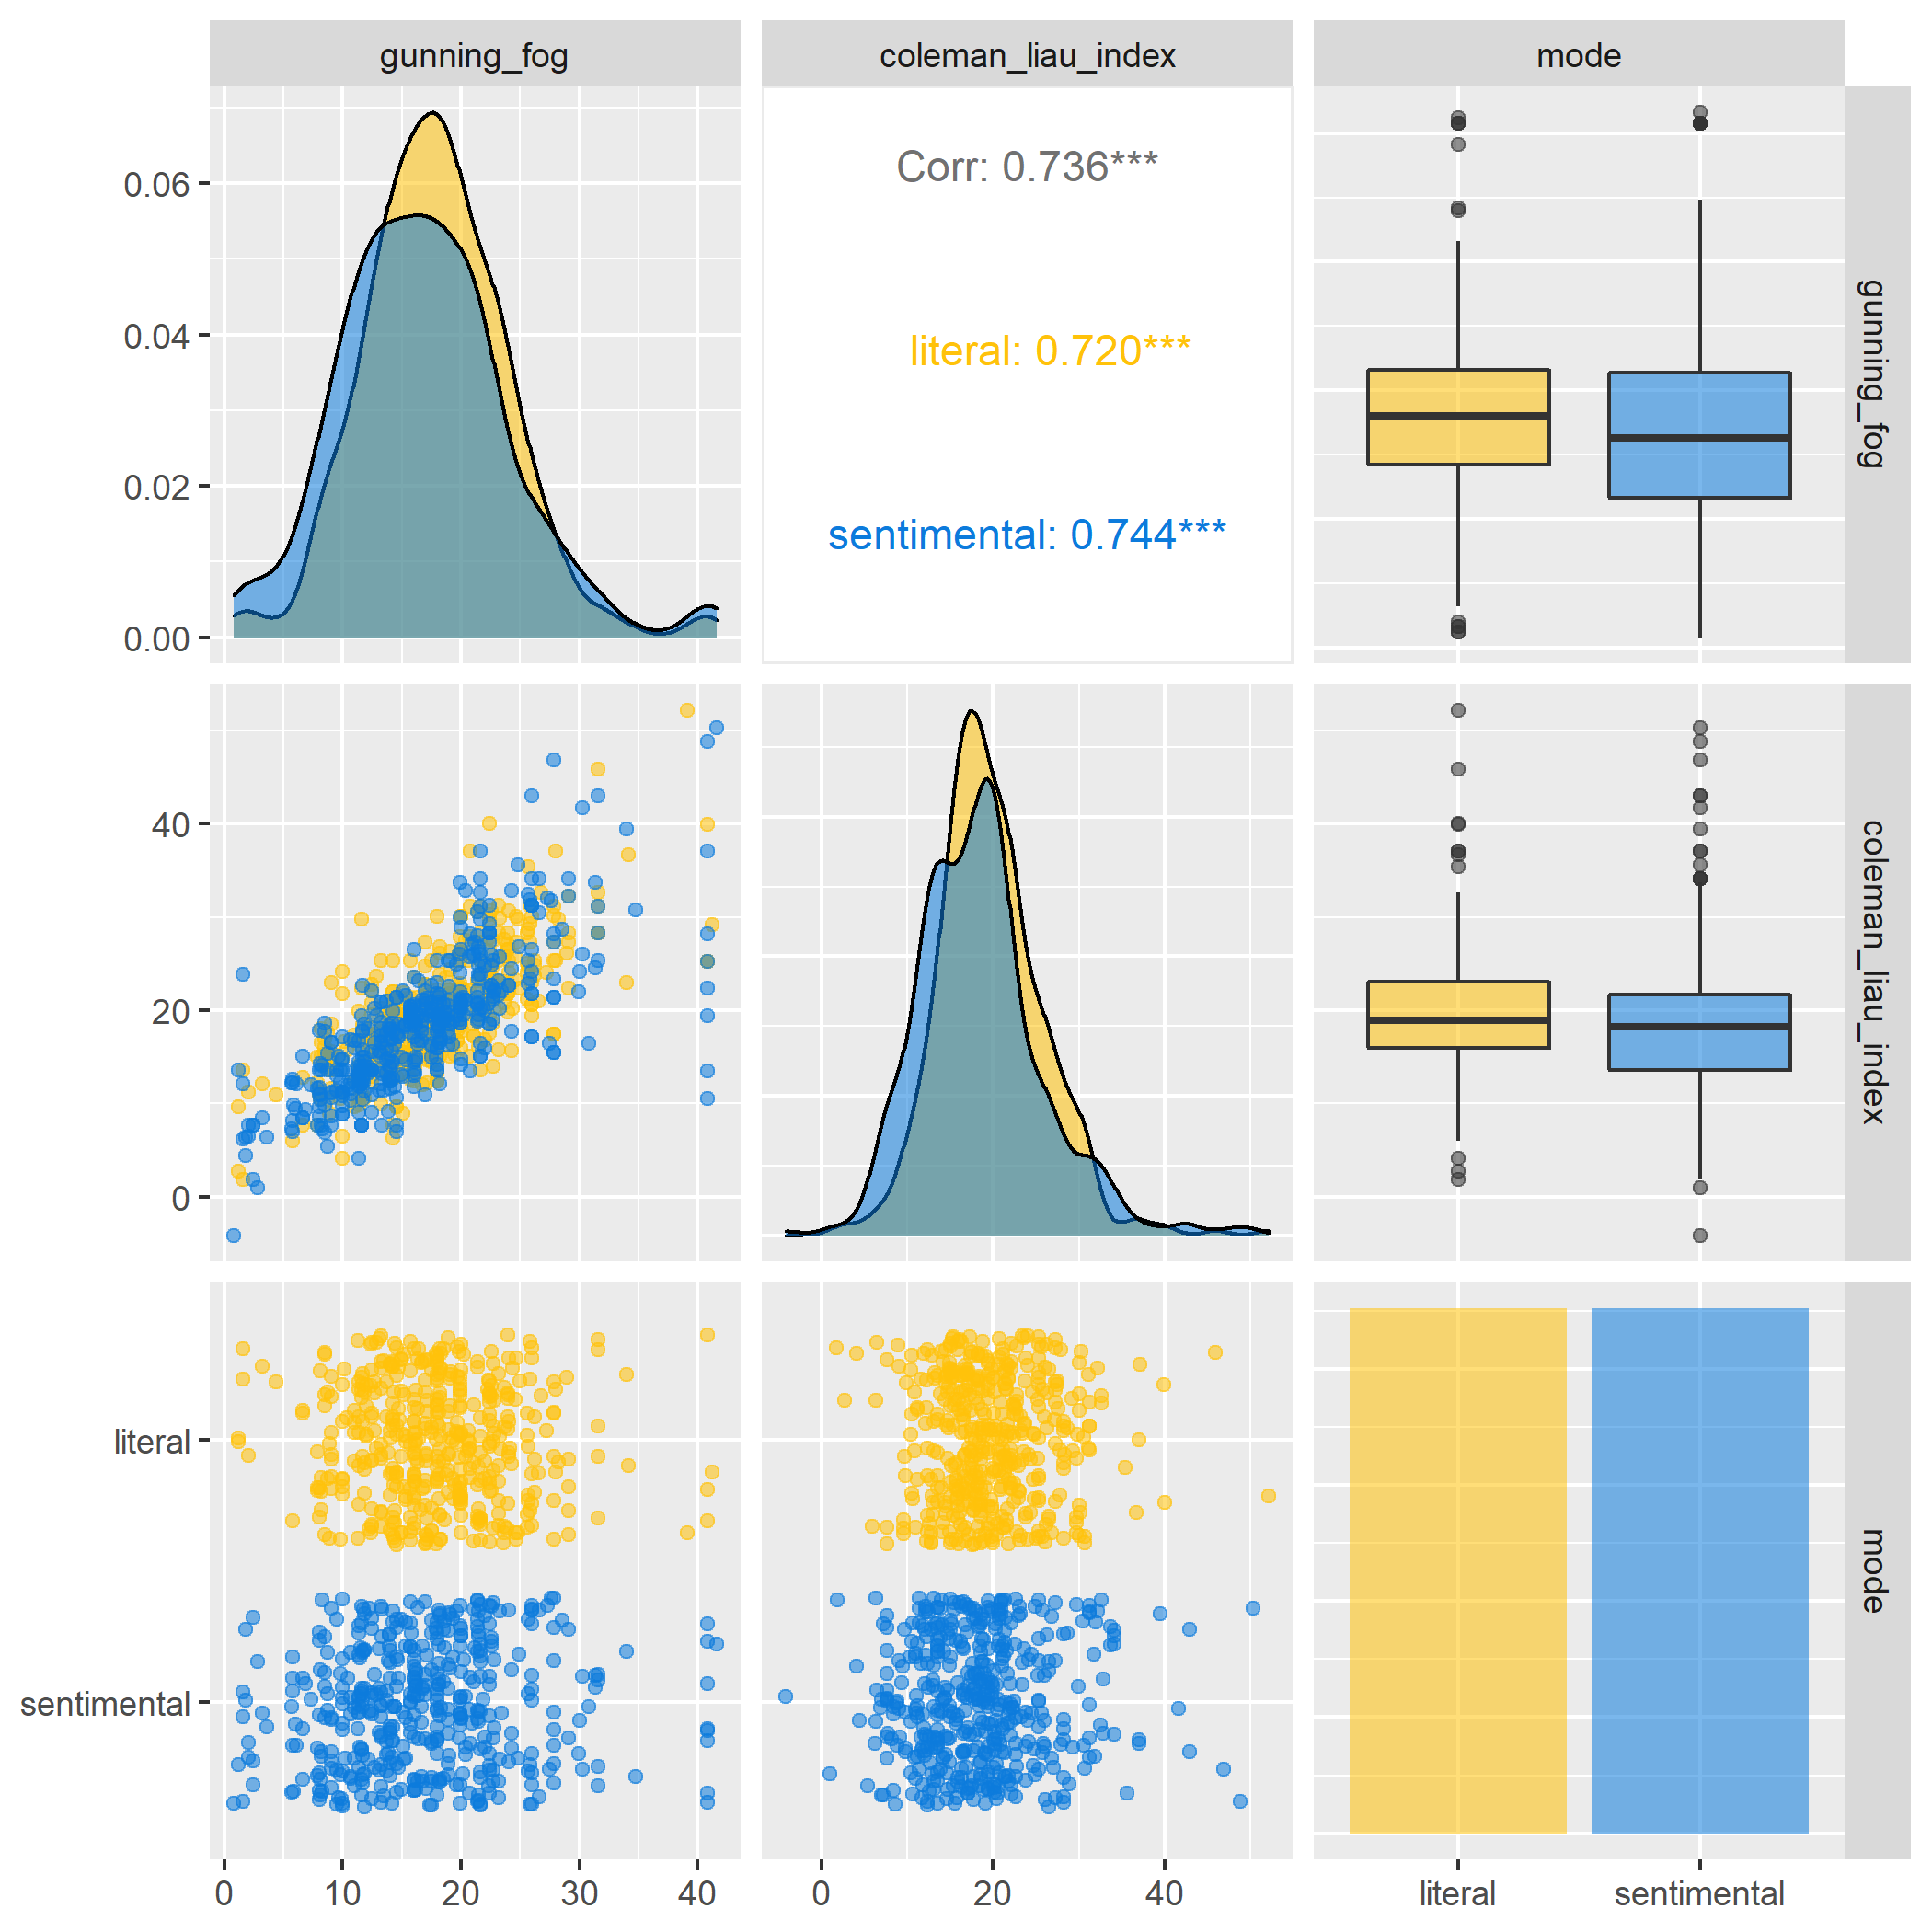 gunning_fog
coleman_liau_index
mode
0.06
0.04
0.02
0.00
Corr: 0.736***
literal: 0.720***
sentimental: 0.744***
gunning_fog
40
20
0
coleman_liau_index
literal
sentimental
mode
0 10 20 30 40
0 20 40
literal sentimental